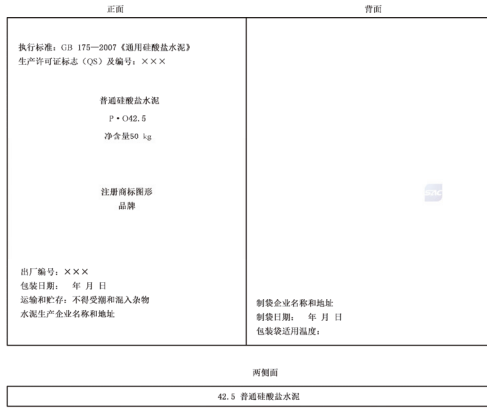 正面
背面
执行标准：GB 175—2007《通用硅酸盐水泥》
生产许可证标志（QS）及编号：×××
普通硅酸盐水泥
P·O42.5
净含量50 kg
注册商标图形
品牌
出厂编号：×××
包装日期：　年 月 日
运输和贮存：不得受潮和混入杂物
水泥生产企业名称和地址
制袋企业名称和地址
制袋日期：　年 月 日
包装袋适用温度：
两侧面
42.5 普通硅酸盐水泥